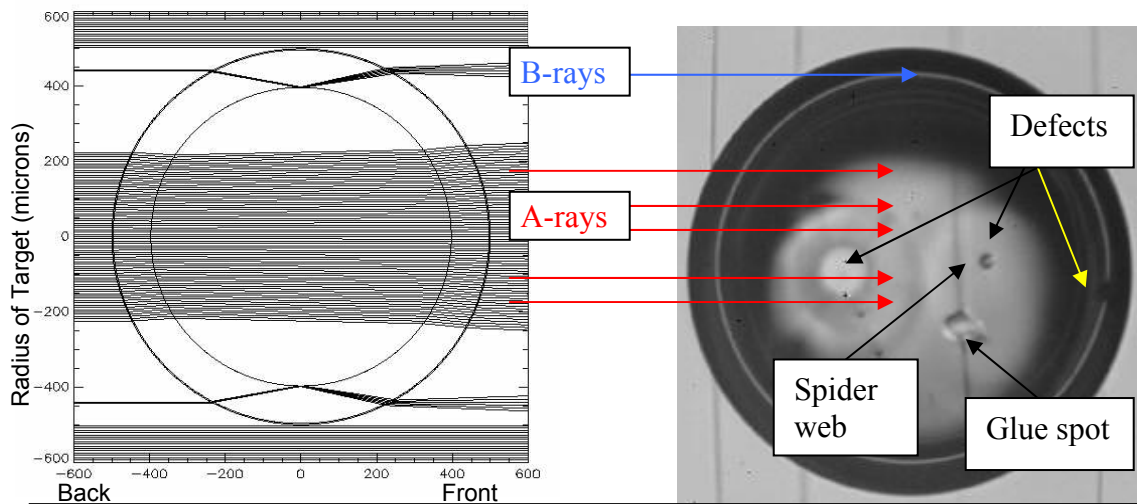 Radius of Target (microns)
600
400
200
0
-200
-400
-600
-600
-400
-200
0
200
400
600
Back
Front
B-rays
A-rays
Defects
Spider
web
Glue spot